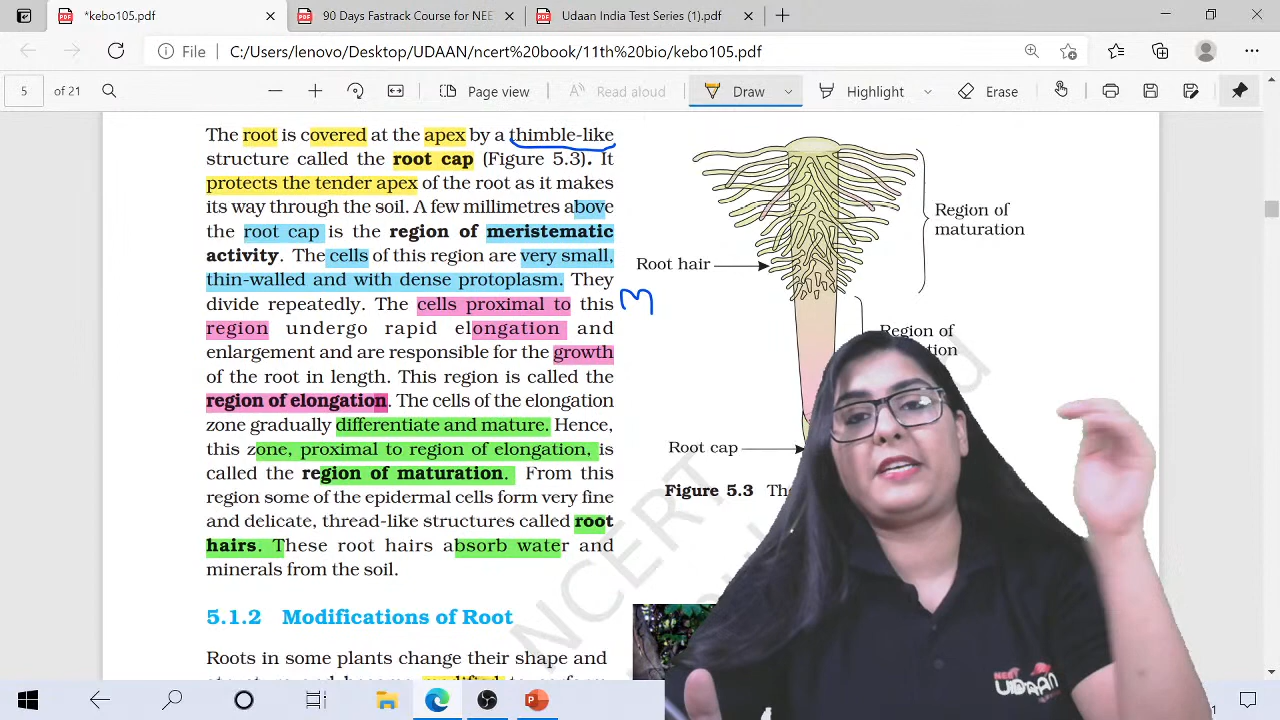 kebo105.pdf
90 Days Foundation Course (11th
Udaan India Test Series (1).pdf
File C:/Users/lenovo/Desktop/UDAAN/ncert%20book/11th%20bio/kebo105.pdf
5 of 21 Page view Read aloud Draw Highlight Erase
The root is covered at the apex by a thimble-like
structure called the root cap (Figure 5.3). It
protects the tender apex of the root as it makes
its way through the soil. A few millimetres above
the root cap is the region of meristematic
activity. The cells of this region are very small,
thin-walled and with dense protoplasm. They
divide repeatedly. The cells proximal to this
region undergo rapid elongation and
enlargement and are responsible for the growth
of the root in length. This region is called the
region of elongation. The cells of the elongation
zone gradually differentiate and mature. Hence,
this zone, proximal to region of elongation, is
called the region of maturation. From this
region some of the epidermal cells form very fine
and delicate, thread-like structures called root
hairs. These root hairs absorb water and
minerals from the soil.
5.1.2 Modifications of Root
Roots in some plants change their shape and
Region of
maturation
Root hair
Region of
Root cap
Figure 5.3
NCERT
NEET
UDAAN